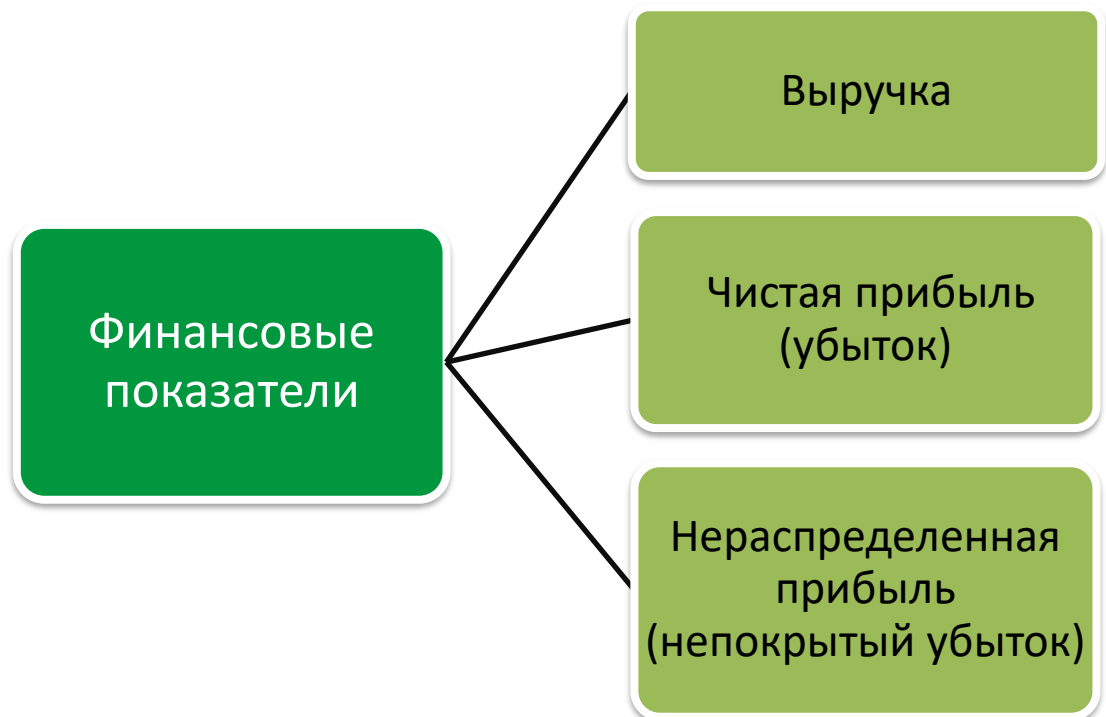 Финансовые
показатели
Выручка
Чистая прибыль
(убыток)
Нераспределенная
прибыль
(непокрытый убыток)